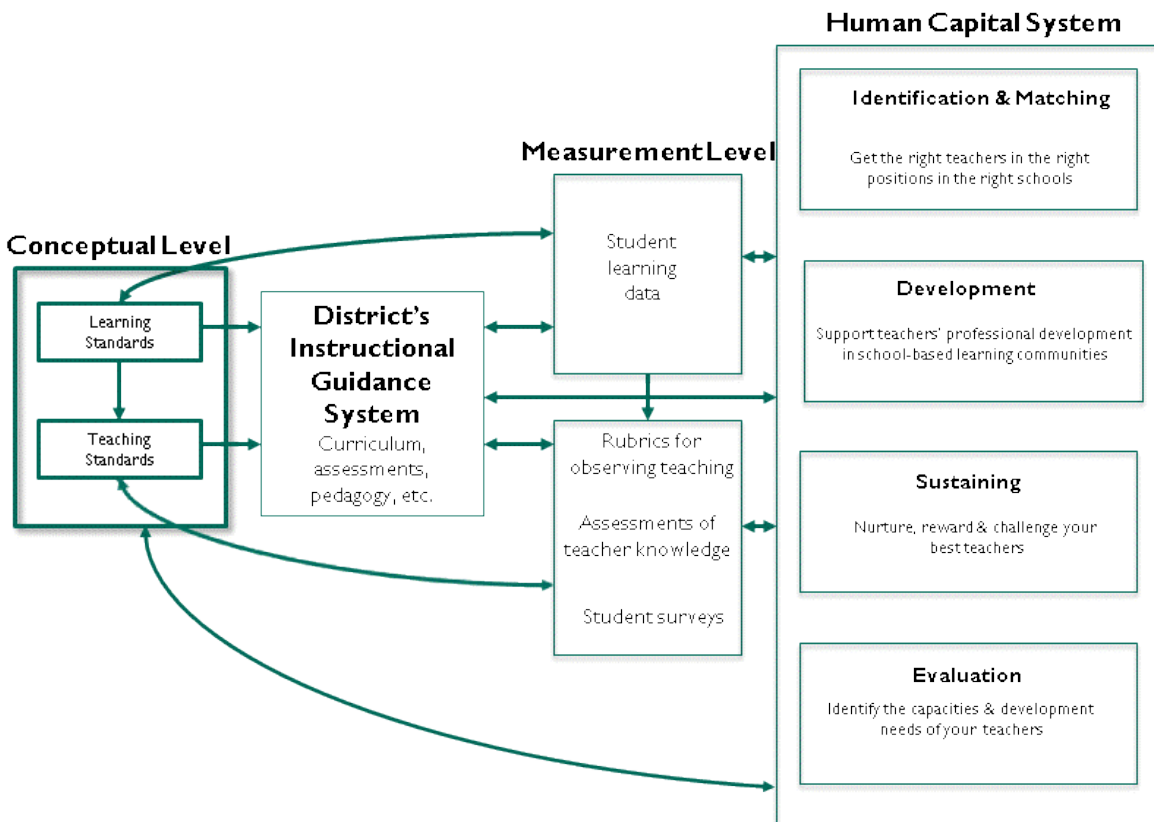 Human Capital System
Identification & Matching
Get the right teachers in the right
positions in the right schools
Measurement Level
Student
learning
data
Conceptual Level
Learning
Standards
Teaching
Standards
District's
Instructional
Guidance
System
Curriculum,
assessments,
pedagogy, etc.
Development
Support teachers' professional development
in school-based learning communities
Rubrics for
observing teaching
Assessments of
teacher knowledge
Student surveys
Sustaining
Nurture, reward & challenge your
best teachers
Evaluation
Identify the capacities & development
needs of your teachers